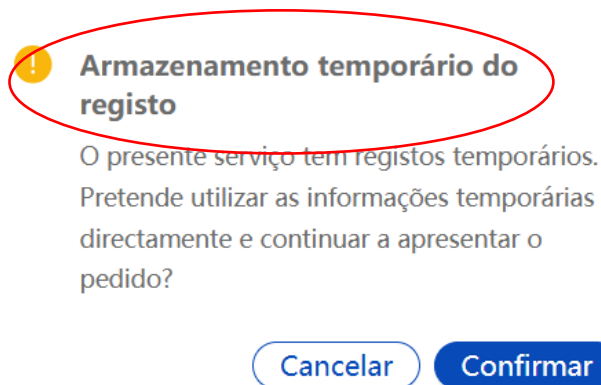 Armazenamento temporário do
registo
O presente serviço tem registos temporários.
Pretende utilizar as informações temporárias
directamente e continuar a apresentar o
pedido?
Cancelar Confirmar